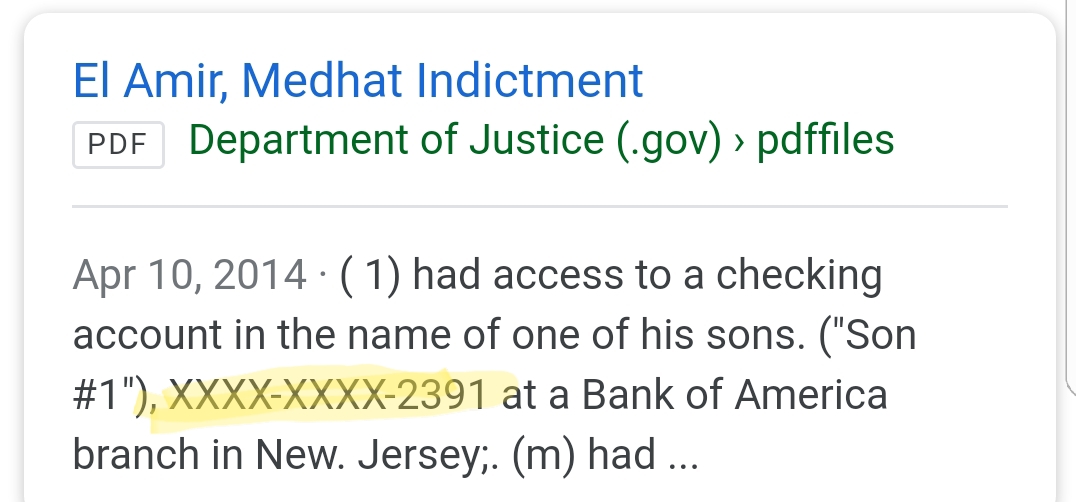 El Amir, Medhat Indictment
PDF Department of Justice (.gov) › pdffiles
Apr 10, 2014 · ( 1) had access to a checking
account in the name of one of his sons. ("Son
#1"), XXXX-XXXX-2391 at a Bank of America
branch in New. Jersey;. (m) had ...